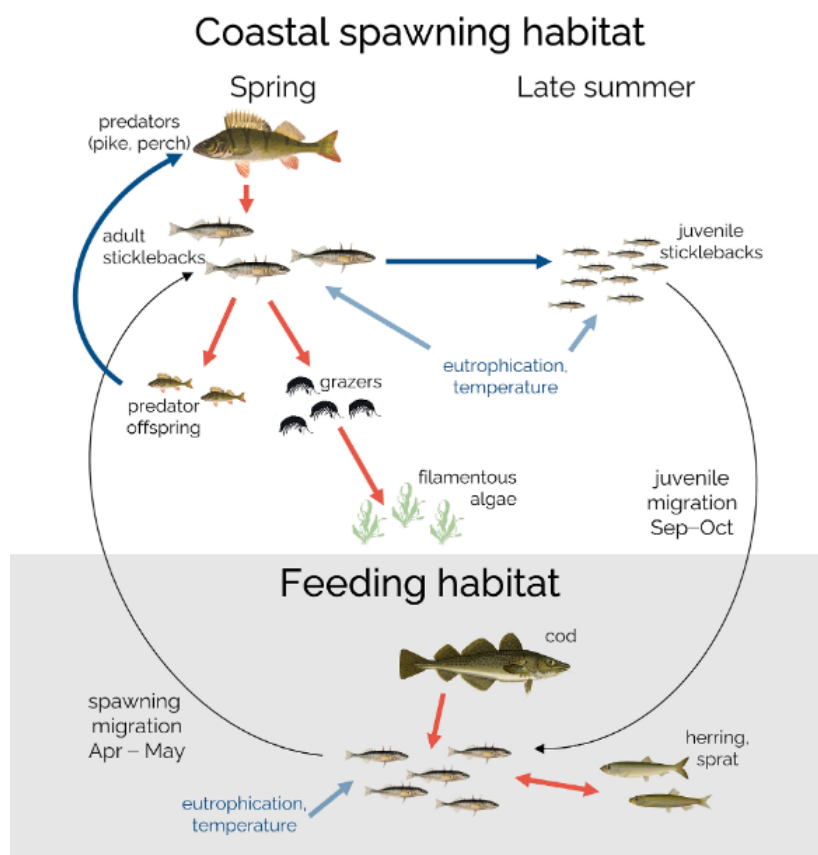 Coastal spawning habitat
Spring
Late summer
predators
(pike, perch)
adult
sticklebacks
juvenile
sticklebacks
eutrophication,
temperature
grazers
predator
offspring
filamentous
algae
juvenile
migration
Sep–Oct
Feeding habitat
cod
spawning
migration
Apr – May
herring,
sprat
eutrophication,
temperature